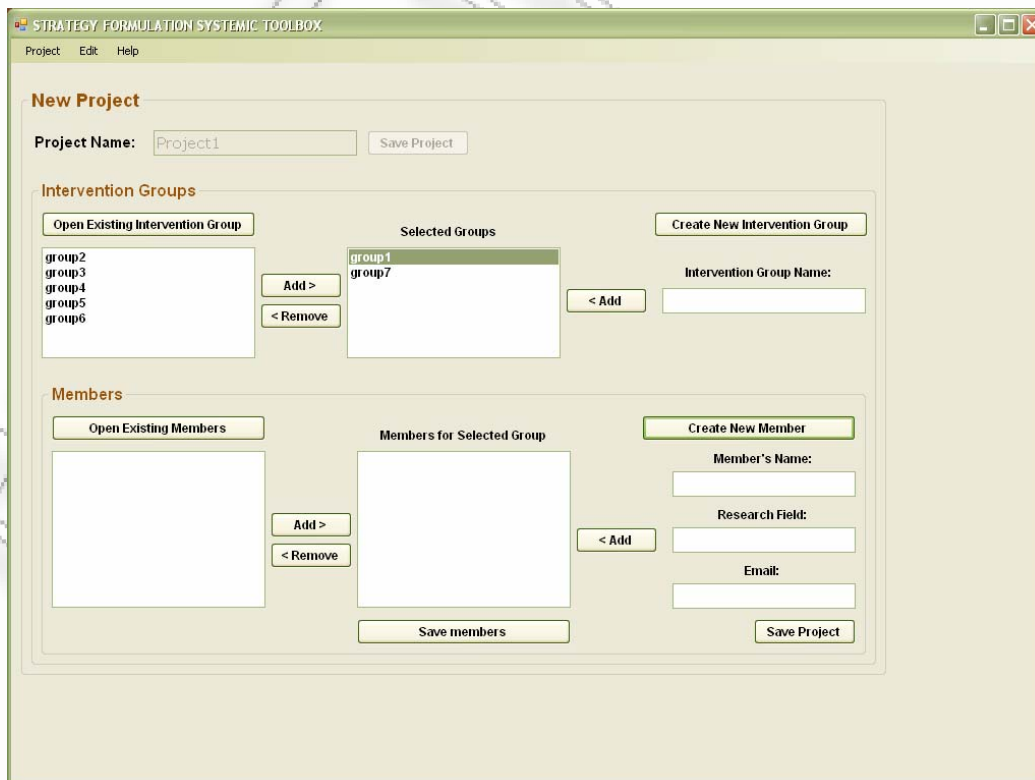 STRATEGY FORMULATION SYSTEMIC TOOLBOX
Project Edit Help
New Project
Project Name: Project1 Save Project
Intervention Groups
Open Existing Intervention Group
Selected Groups
Create New Intervention Group
group2
group3
group4
group5
group6
Add >
< Remove
group1
group7
< Add
Intervention Group Name:
Members
Open Existing Members
Members for Selected Group
Create New Member
Member's Name:
Add >
< Remove
< Add
Research Field:
Email:
Save members
Save Project